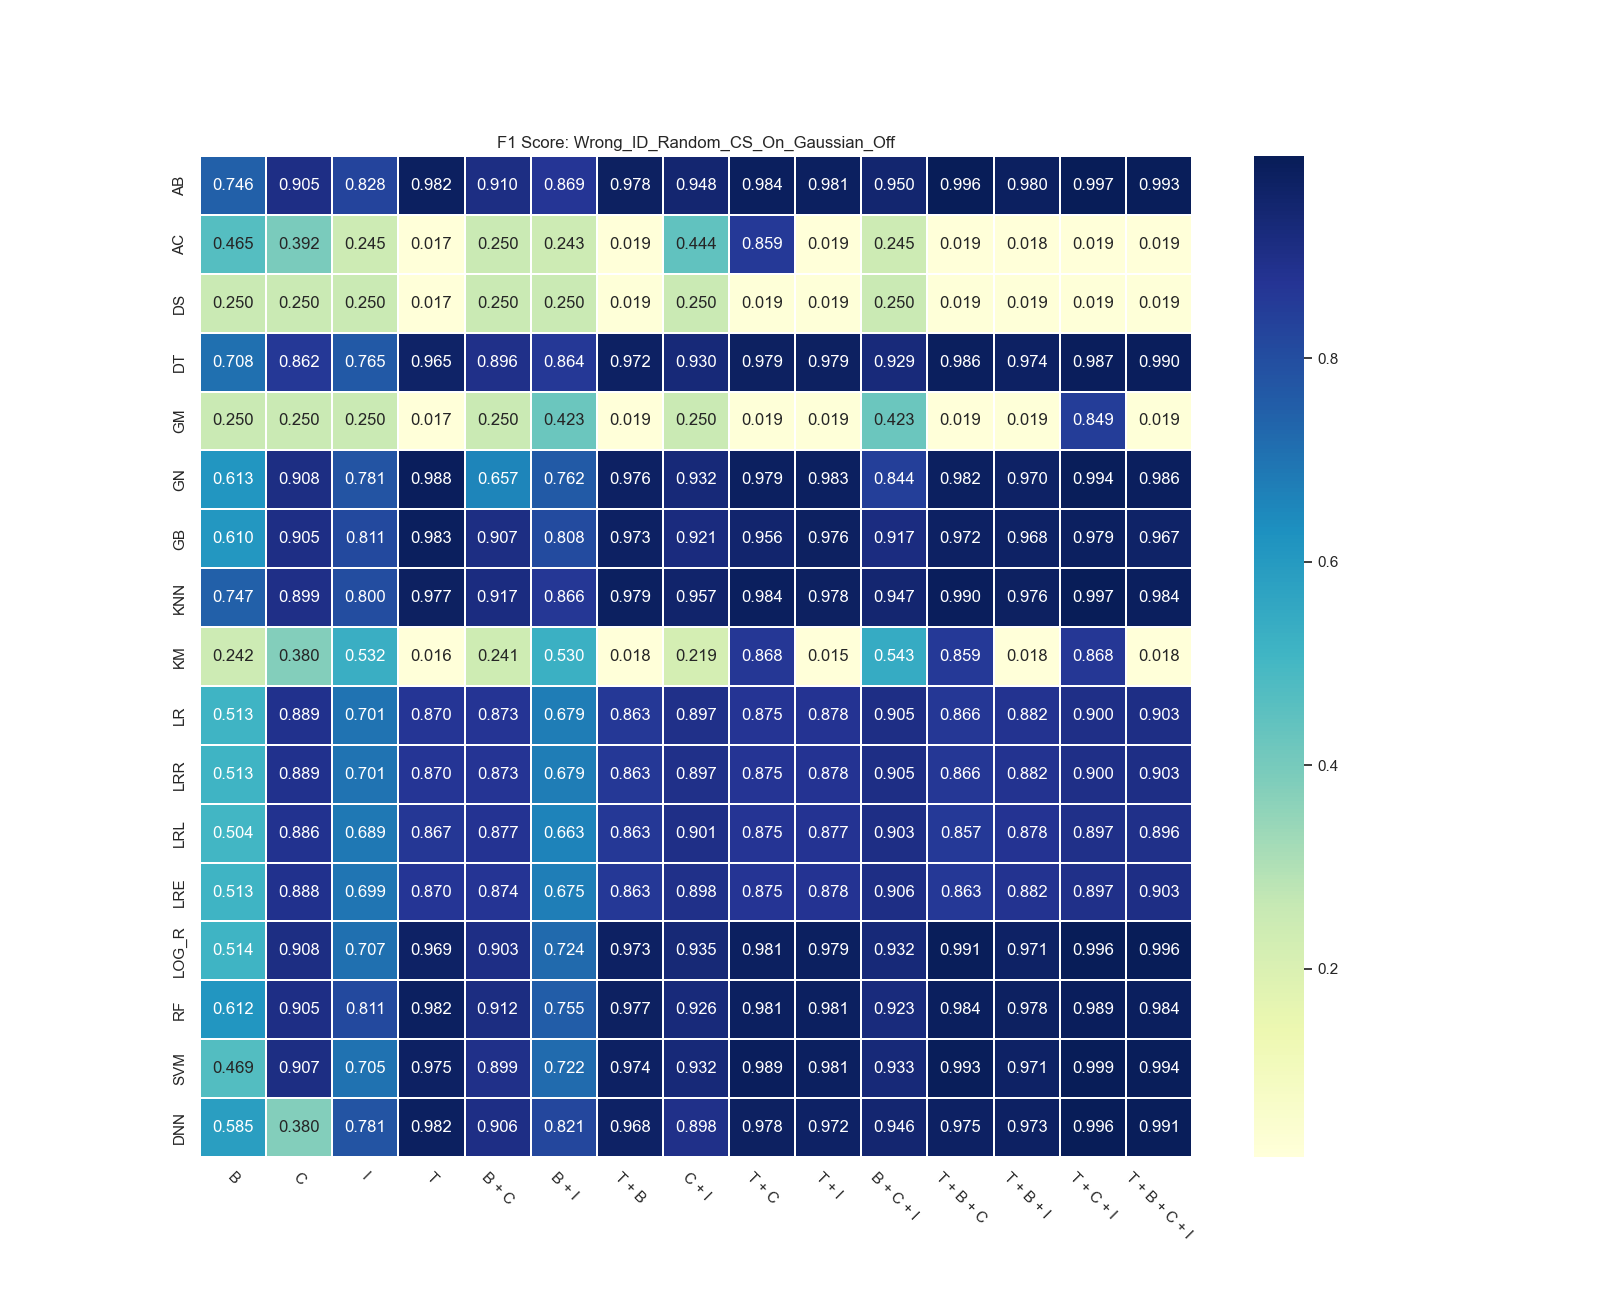 F1 Score: Wrong_ID_Random_CS_On_Gaussian_Off
AB 0.746 0.905 0.828 0.982 0.910 0.869 0.978 0.948 0.984 0.981 0.950 0.996 0.980 0.997 0.993
AC 0.465 0.392 0.245 0.017 0.250 0.243 0.019 0.444 0.859 0.019 0.245 0.019 0.018 0.019 0.019
DS 0.250 0.250 0.250 0.017 0.250 0.250 0.019 0.250 0.019 0.019 0.250 0.019 0.019 0.019 0.019
DT 0.708 0.862 0.765 0.965 0.896 0.864 0.972 0.930 0.979 0.979 0.929 0.986 0.974 0.987 0.990
0.8
GM 0.250 0.250 0.250 0.017 0.250 0.423 0.019 0.250 0.019 0.019 0.423 0.019 0.019 0.849 0.019
GN 0.613 0.908 0.781 0.988 0.657 0.762 0.976 0.932 0.979 0.983 0.844 0.982 0.970 0.994 0.986
GB 0.610 0.905 0.811 0.983 0.907 0.808 0.973 0.921 0.956 0.976 0.917 0.972 0.968 0.979 0.967
0.6
KNN 0.747 0.899 0.800 0.977 0.917 0.866 0.979 0.957 0.984 0.978 0.947 0.990 0.976 0.997 0.984
KM 0.242 0.380 0.532 0.016 0.241 0.530 0.018 0.219 0.868 0.015 0.543 0.859 0.018 0.868 0.018
LR 0.513 0.889 0.701 0.870 0.873 0.679 0.863 0.897 0.875 0.878 0.905 0.866 0.882 0.900 0.903
0.4
LRR 0.513 0.889 0.701 0.870 0.873 0.679 0.863 0.897 0.875 0.878 0.905 0.866 0.882 0.900 0.903
LRL 0.504 0.886 0.689 0.867 0.877 0.663 0.863 0.901 0.875 0.877 0.903 0.857 0.878 0.897 0.896
LRE 0.513 0.888 0.699 0.870 0.874 0.675 0.863 0.898 0.875 0.878 0.906 0.863 0.882 0.897 0.903
LOG_R 0.514 0.908 0.707 0.969 0.903 0.724 0.973 0.935 0.981 0.979 0.932 0.991 0.971 0.996 0.996
0.2
RF 0.612 0.905 0.811 0.982 0.912 0.755 0.977 0.926 0.981 0.981 0.923 0.984 0.978 0.989 0.984
SVM 0.469 0.907 0.705 0.975 0.899 0.722 0.974 0.932 0.989 0.981 0.933 0.993 0.971 0.999 0.994
DNN 0.585 0.380 0.781 0.982 0.906 0.821 0.968 0.898 0.978 0.972 0.946 0.975 0.973 0.996 0.991
B C I T B + C B + I T + B C + I T + C T + I B + C + I T + B + C T + B + I T + C + I T + B + C + I